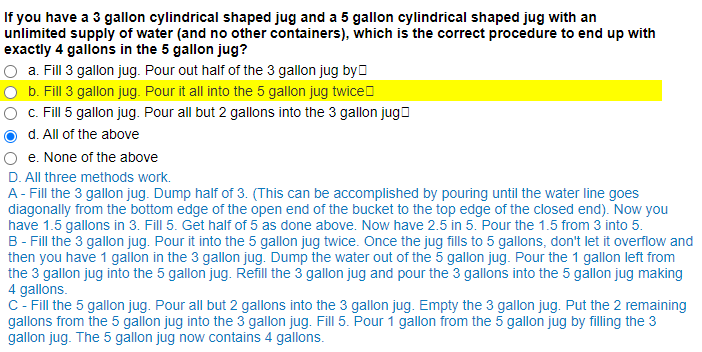 If you have a 3 gallon cylindrical shaped jug and a 5 gallon cylindrical shaped jug with an
unlimited supply of water (and no other containers), which is the correct procedure to end up with
exactly 4 gallons in the 5 gallon jug?
a. Fill 3 gallon jug. Pour out half of the 3 gallon jug by□
b. Fill 3 gallon jug. Pour it all into the 5 gallon jug twice□
c. Fill 5 gallon jug. Pour all but 2 gallons into the 3 gallon jug□
d. All of the above
e. None of the above
D. All three methods work.
A - Fill the 3 gallon jug. Dump half of 3. (This can be accomplished by pouring until the water line goes
diagonally from the bottom edge of the open end of the bucket to the top edge of the closed end). Now you
have 1.5 gallons in 3. Fill 5. Get half of 5 as done above. Now have 2.5 in 5. Pour the 1.5 from 3 into 5.
B - Fill the 3 gallon jug. Pour it into the 5 gallon jug twice. Once the jug fills to 5 gallons, don't let it overflow and
then you have 1 gallon in the 3 gallon jug. Dump the water out of the 5 gallon jug. Pour the 1 gallon left from
the 3 gallon jug into the 5 gallon jug. Refill the 3 gallon jug and pour the 3 gallons into the 5 gallon jug making
4 gallons.
C - Fill the 5 gallon jug. Pour all but 2 gallons into the 3 gallon jug. Empty the 3 gallon jug. Put the 2 remaining
gallons from the 5 gallon jug into the 3 gallon jug. Fill 5. Pour 1 gallon from the 5 gallon jug by filling the 3
gallon jug. The 5 gallon jug now contains 4 gallons.